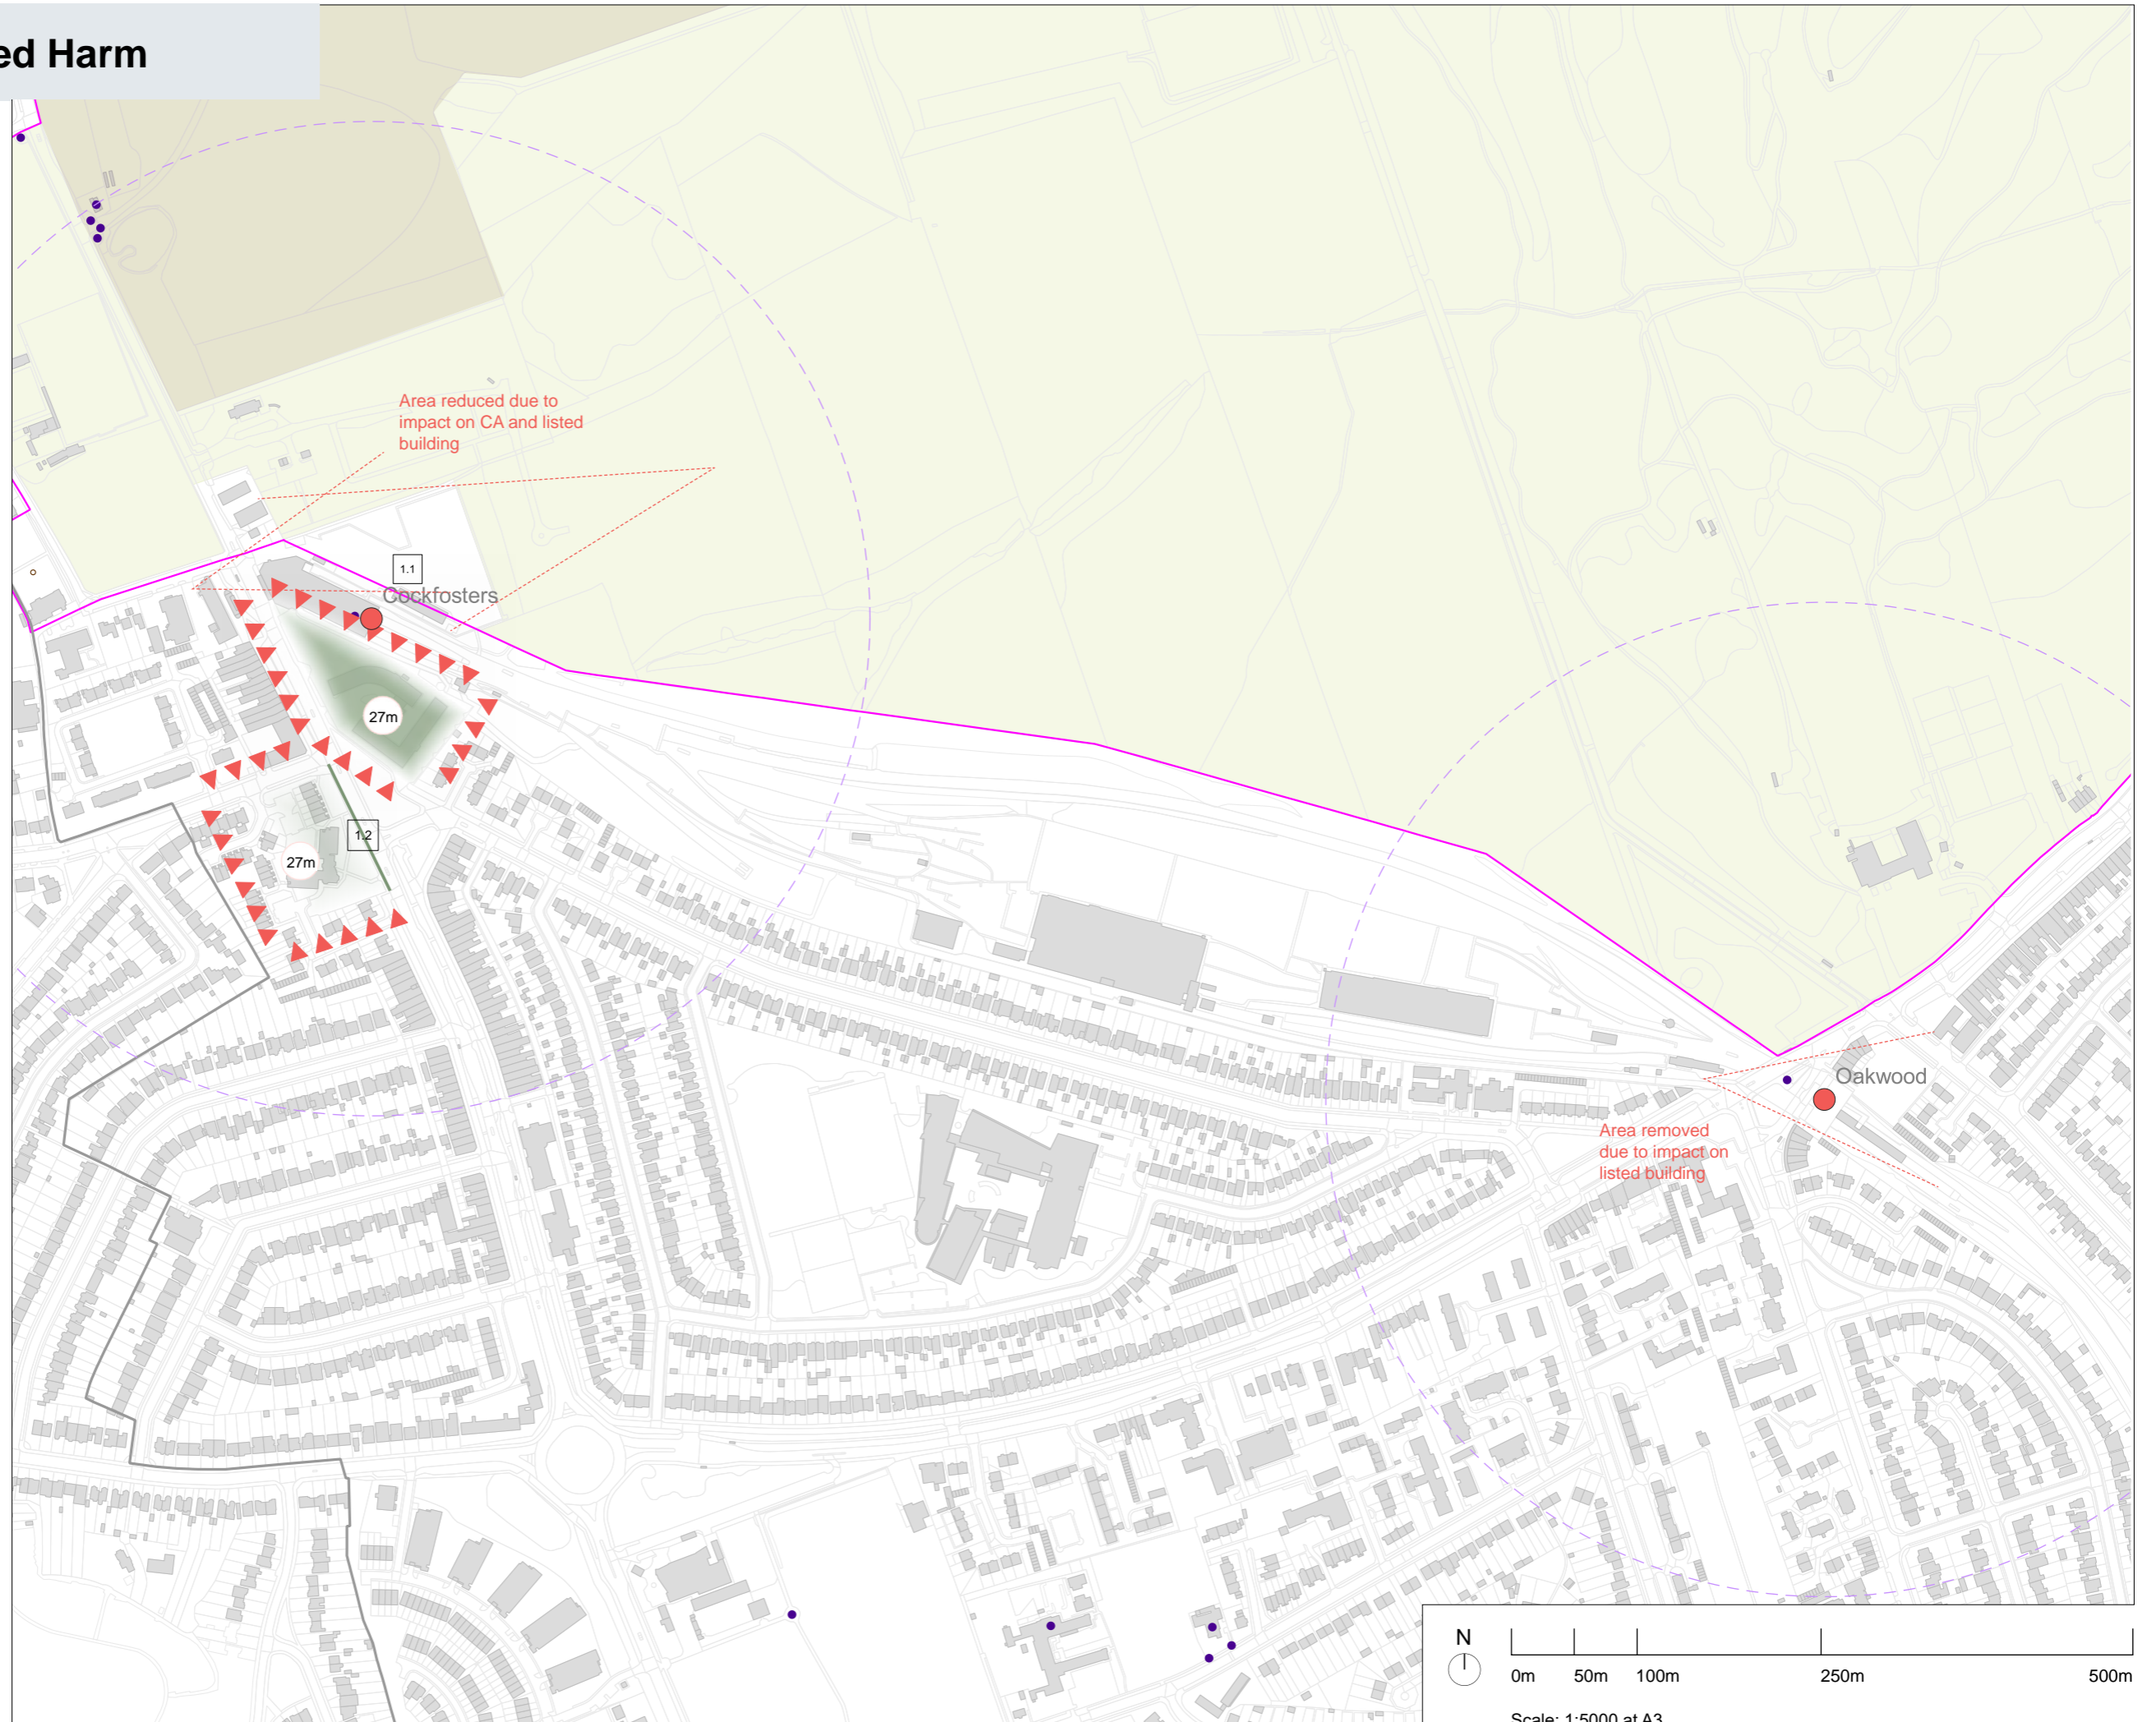 ed Harm
Area reduced due to
impact on CA and listed
building
1.1
Cockfosters
27m
1.2
27m
Oakwood
Area removed
due to impact on
listed building
N
0m 50m 100m 250m 500m
Scale: 1:5000 at A3